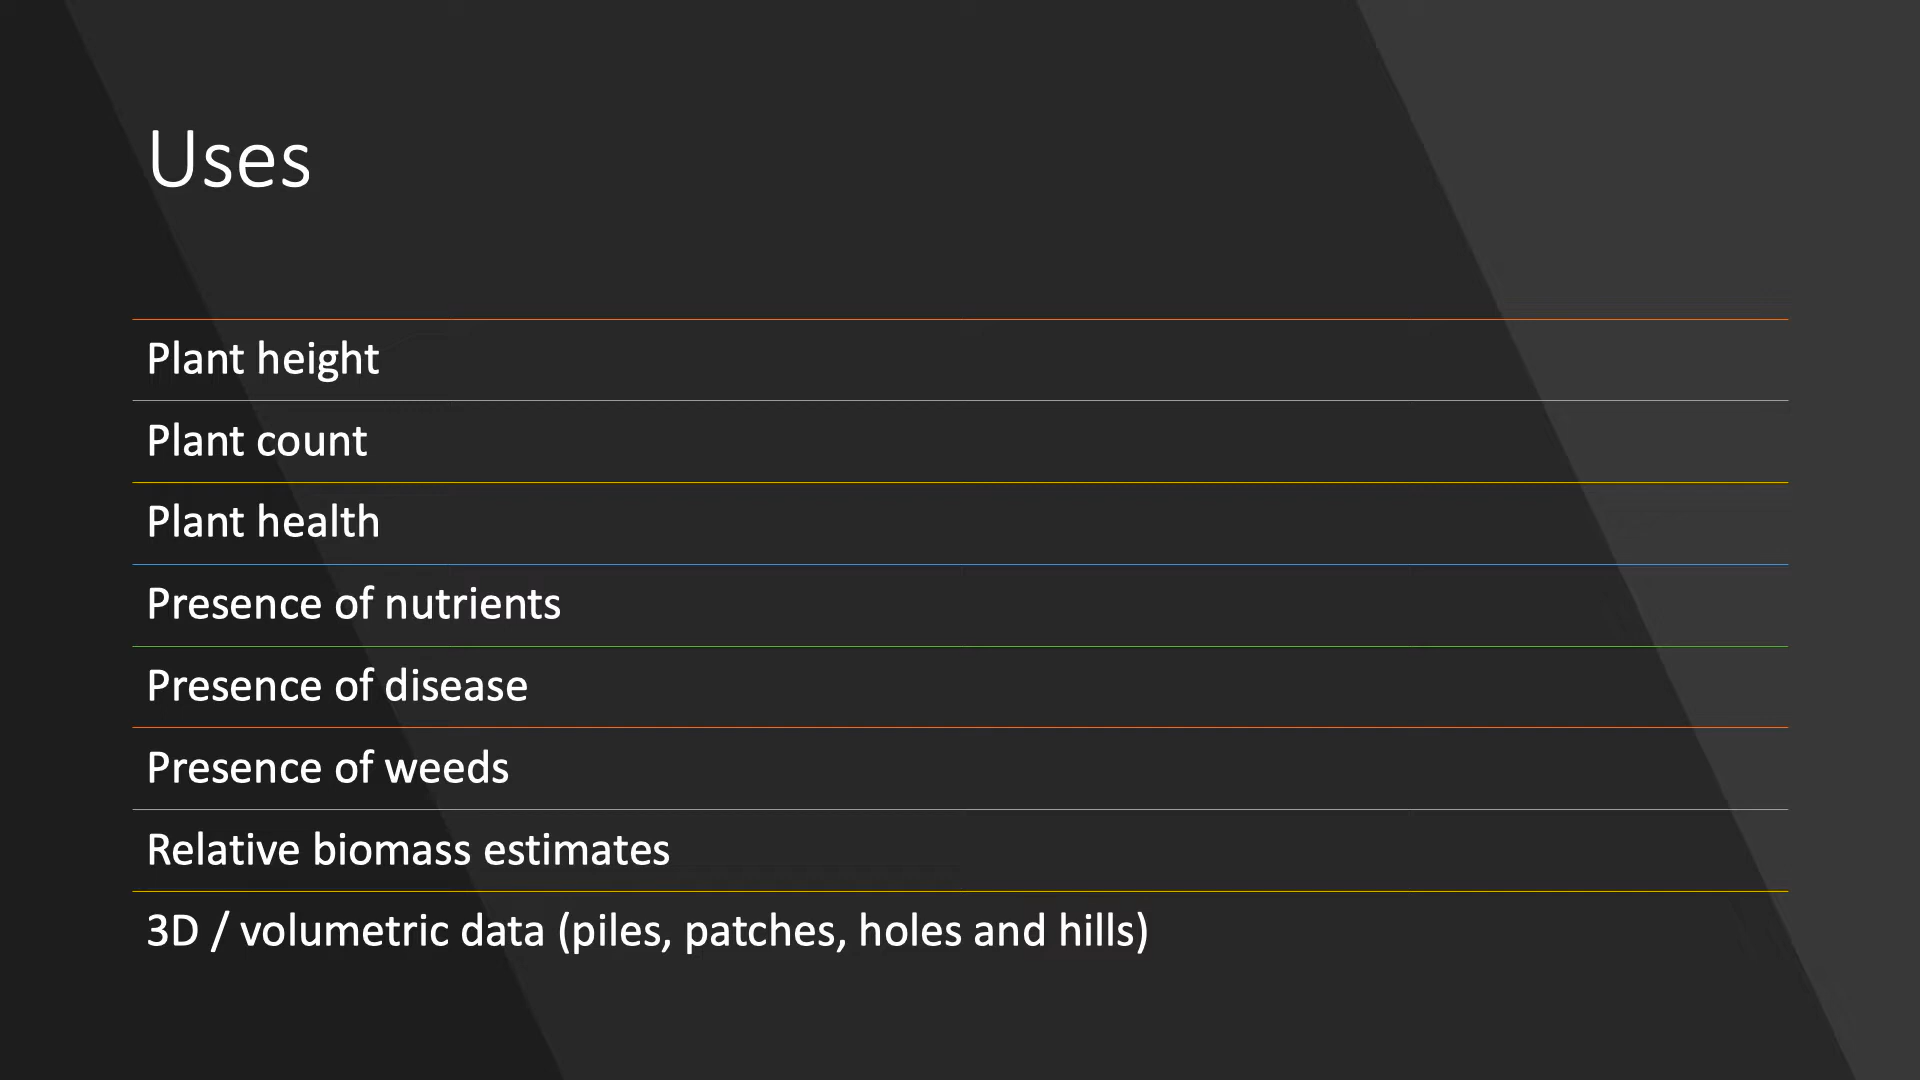 Uses
Plant height
Plant count
Plant health
Presence of nutrients
Presence of disease
Presence of weeds
Relative biomass estimates
3D / volumetric data (piles, patches, holes and hills)